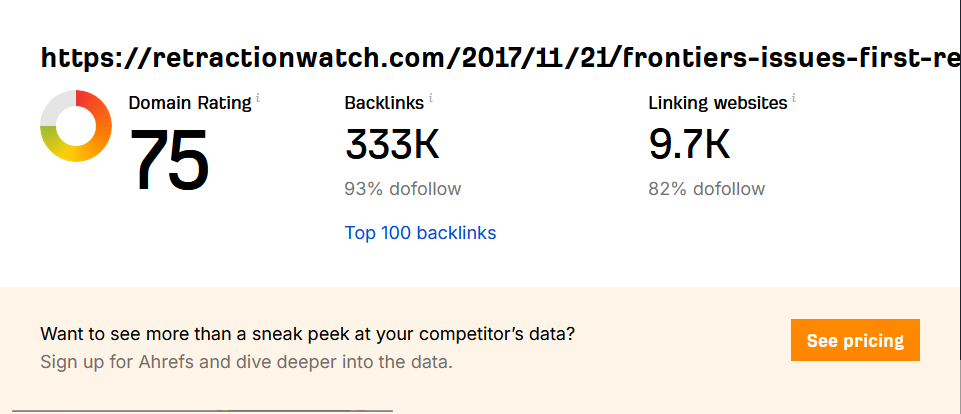 https://retractionwatch.com/2017/11/21/frontiers-issues-first-re
Domain Rating i
75
Backlinks i
333K
93% dofollow
Top 100 backlinks
Linking websites i
9.7K
82% dofollow
Want to see more than a sneak peek at your competitor’s data?
Sign up for Ahrefs and dive deeper into the data.
See pricing